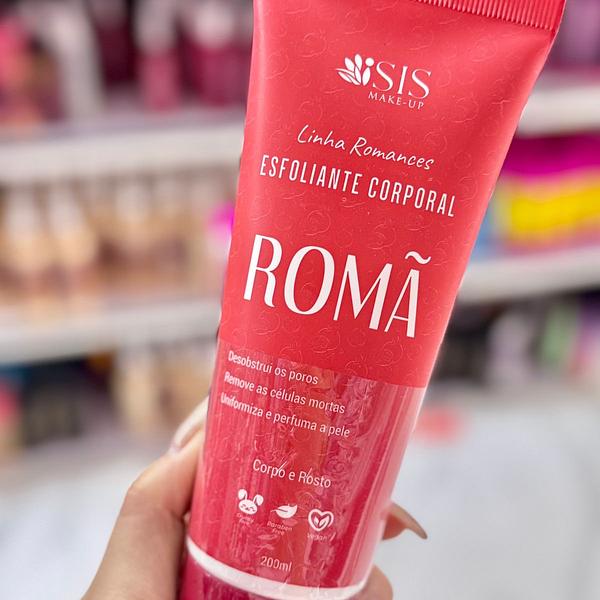 iSIS
MAKE-UP
Linha Romances
ESFOLIANTE CORPORAL
ROMÃ
Desobstrui os poros
Remove as células mortas
Uniformiza e perfuma a pele
Corpo e Rosto
Paraben
Free
Vegan
200ml